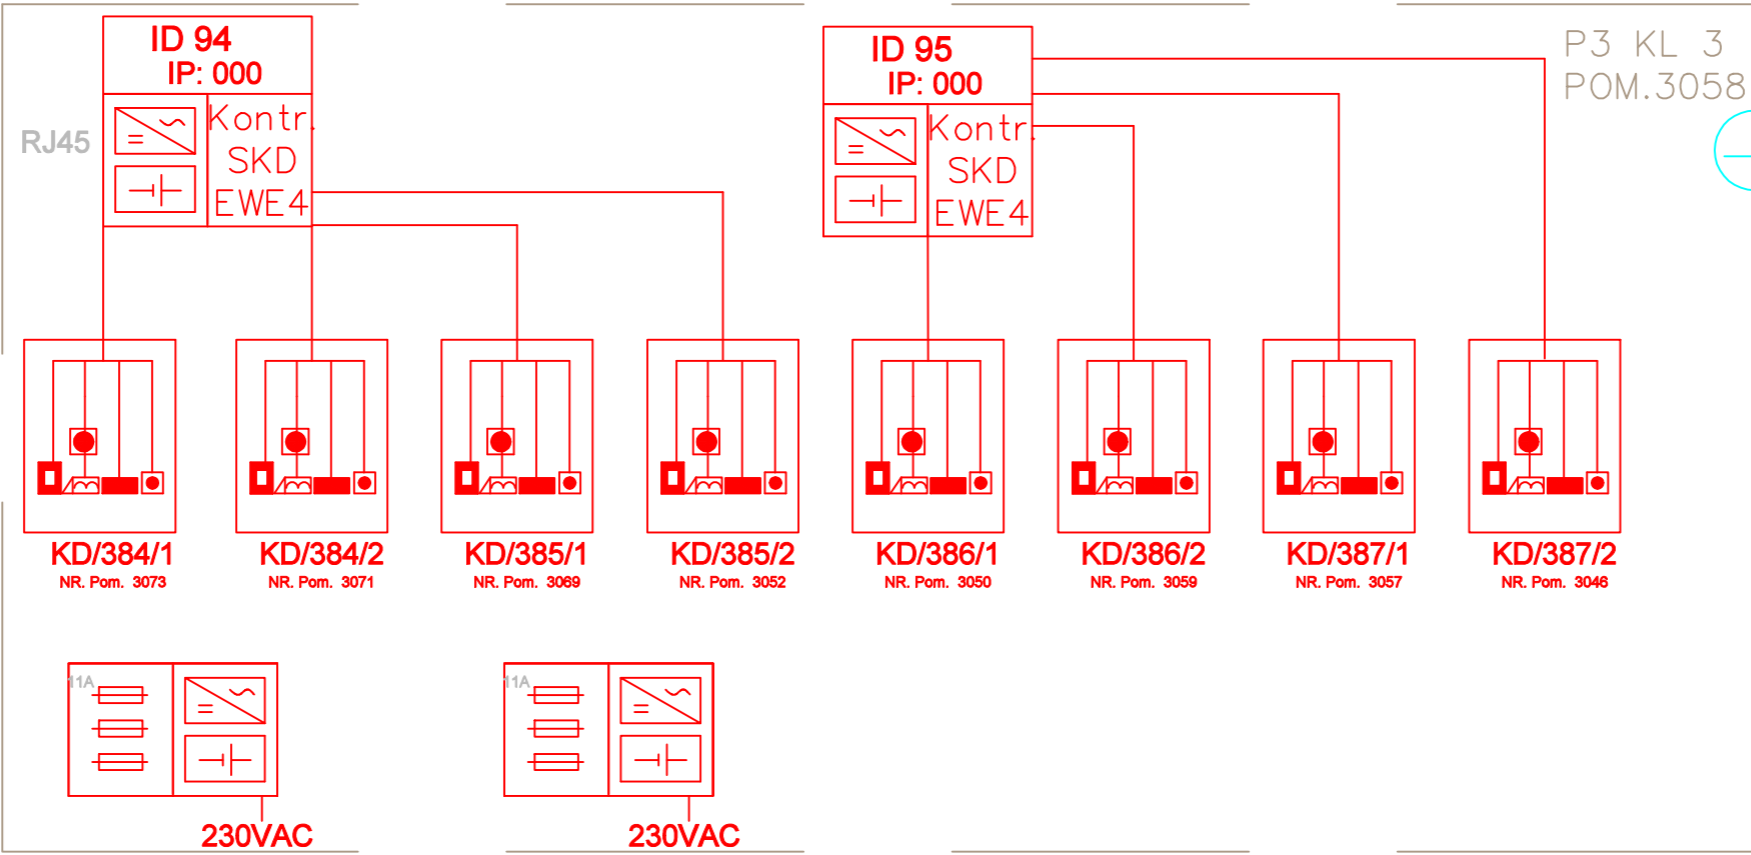 ID 94
IP: 000
RJ45
Kontr.
SKD
EWE4
ID 95
IP: 000
Kontr.
SKD
EWE4
P3 KL 3
POM.3058
KD/384/1
NR. Pom. 3073
KD/384/2
NR. Pom. 3071
KD/385/1
NR. Pom. 3069
KD/385/2
NR. Pom. 3052
KD/386/1
NR. Pom. 3050
KD/386/2
NR. Pom. 3059
KD/387/1
NR. Pom. 3057
KD/387/2
NR. Pom. 3046
11A
230VAC
11A
230VAC